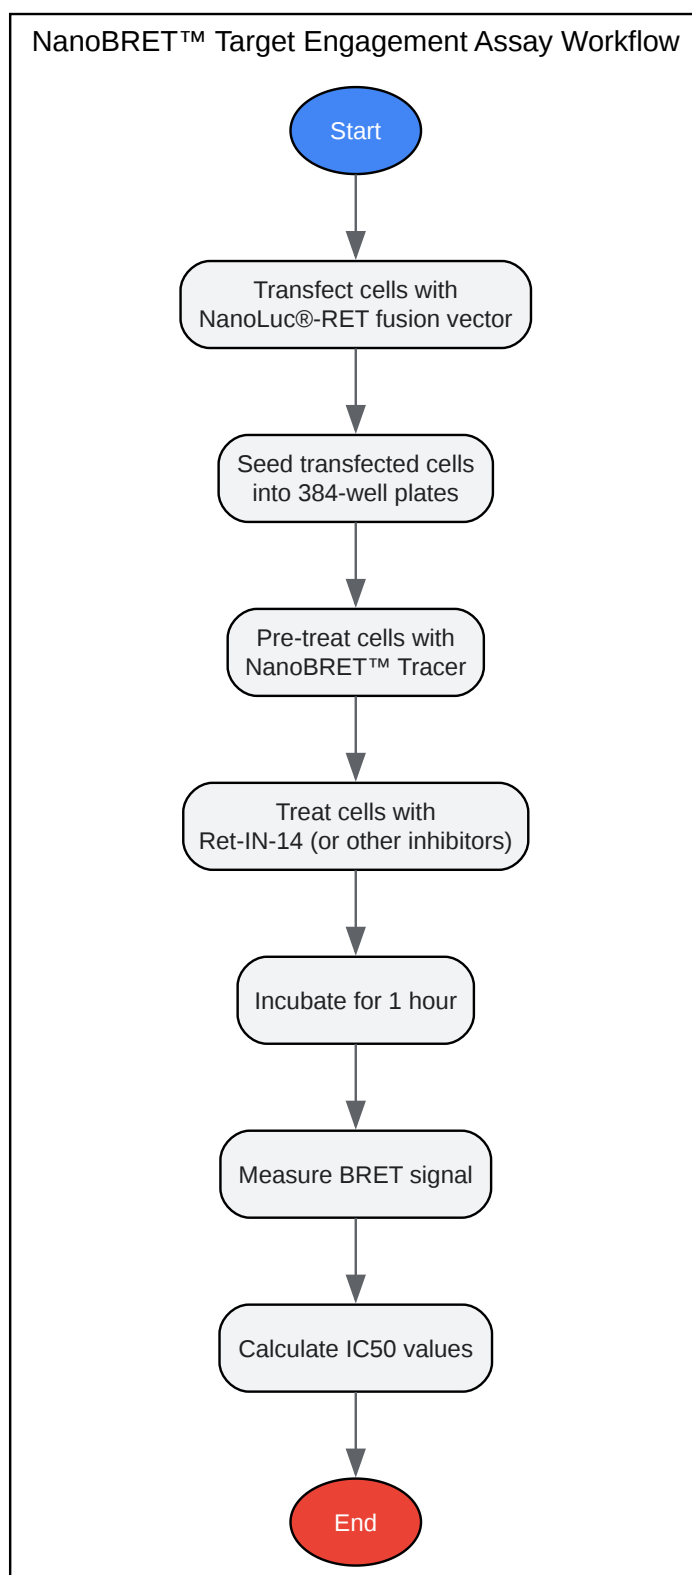 NanoBRET™ Target Engagement Assay Workflow
Start
Transfect cells with
NanoLuc®-RET fusion vector
Seed transfected cells
into 384-well plates
Pre-treat cells with
NanoBRET™ Tracer
Treat cells with
Ret-IN-14 (or other inhibitors)
Incubate for 1 hour
Measure BRET signal
Calculate IC50 values
End